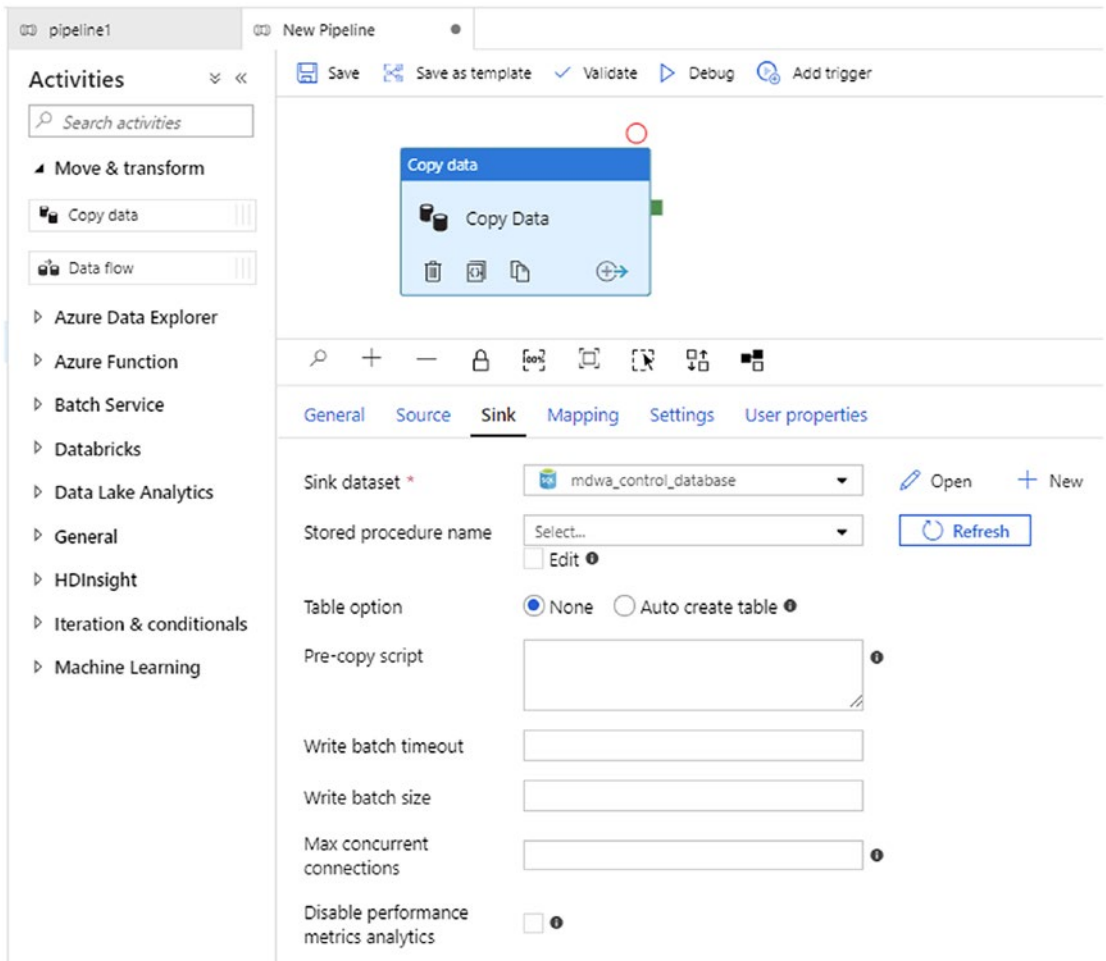 pipeline1
New Pipeline
Activities
Search activities
Move & transform
Copy data
Data flow
Azure Data Explorer
Azure Function
Batch Service
Databricks
Data Lake Analytics
General
HDInsight
Iteration & conditionals
Machine Learning
Save
Save as template
Validate
Debug
Add trigger
Copy data
Copy Data
100%
General
Source
Sink
Mapping
Settings
User properties
Sink dataset *
SQL
mdwa_control_database
Open
New
Stored procedure name
Select...
Refresh
Edit
Table option
None
Auto create table
Pre-copy script
Write batch timeout
Write batch size
Max concurrent
connections
Disable performance
metrics analytics